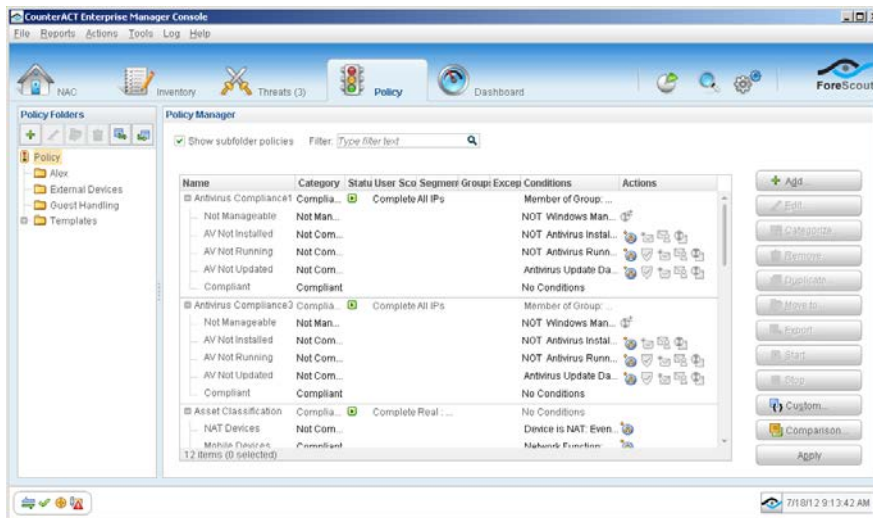 CounterACT Enterprise Manager Console
File Reports Actions Tools Log Help
NAC Inventory Threats (3) Policy Dashboard ForeScout
Policy Folders
Policy
Alex
External Devices
Guest Handling
Templates
Policy Manager
Show subfolder policies Filter: Type filter text
Name Category Statu User Sco Segmen Group: Excep Conditions Actions
Antivirus Compliance1 Complia... Complete All IPs Member of Group: ...
Not Manageable Not Man... NOT Windows Man...
AV Not Installed Not Com... NOT Antivirus Instal...
AV Not Running Not Com... NOT Antivirus Runn...
AV Not Updated Not Com... Antivirus Update Da...
Compliant Compliant No Conditions
Antivirus Compliance2 Complia... Complete All IPs Member of Group: ...
Not Manageable Not Man... NOT Windows Man...
AV Not Installed Not Com... NOT Antivirus Instal...
AV Not Running Not Com... NOT Antivirus Runn...
AV Not Updated Not Com... Antivirus Update Da...
Compliant Compliant No Conditions
Asset Classification Complia... Complete Real : ... No Conditions
NAT Devices Not Com... Device is NAT: Even...
Mobile Devices Compliant Network Function:
12 items (0 selected)
Add...
Edit...
Categorize...
Remove...
Duplicate...
Move to...
Export...
Start
Stop
Custom...
Comparison...
Apply
7/18/12 9:13:42 AM